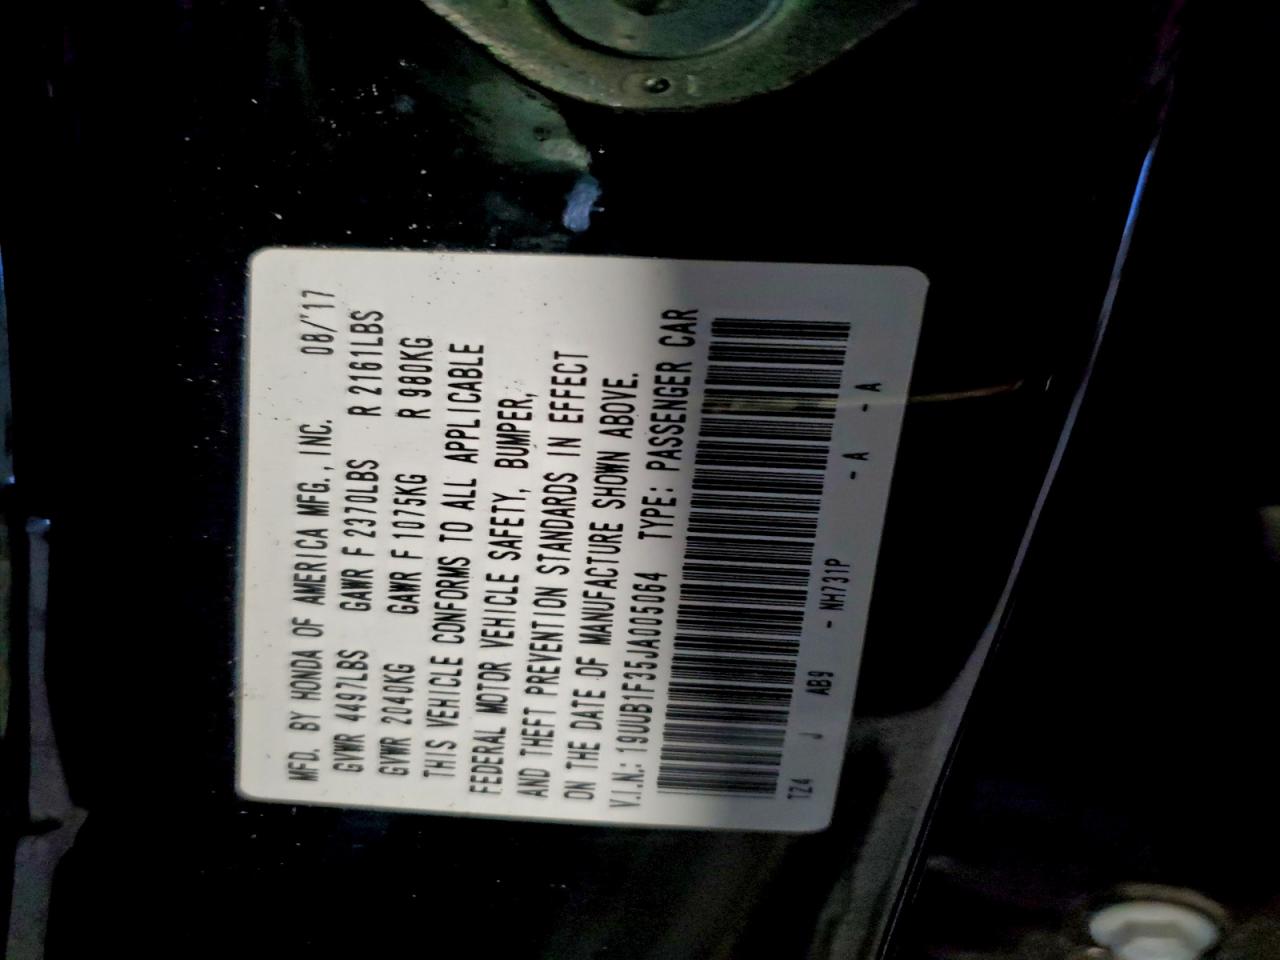 MFD. BY HONDA OF AMERICA MFG., INC. 08/'17
GVWR 4497LBS GAWR F 2370LBS R 2161LBS
GVWR 2040KG GAWR F 1075KG R 980KG
THIS VEHICLE CONFORMS TO ALL APPLICABLE
FEDERAL MOTOR VEHICLE SAFETY, BUMPER,
AND THEFT PREVENTION STANDARDS IN EFFECT
ON THE DATE OF MANUFACTURE SHOWN ABOVE.
V.I.N.: 19UUB1F35JA005064 TYPE: PASSENGER CAR
TZ4 J AB9 - NH731P - A - A